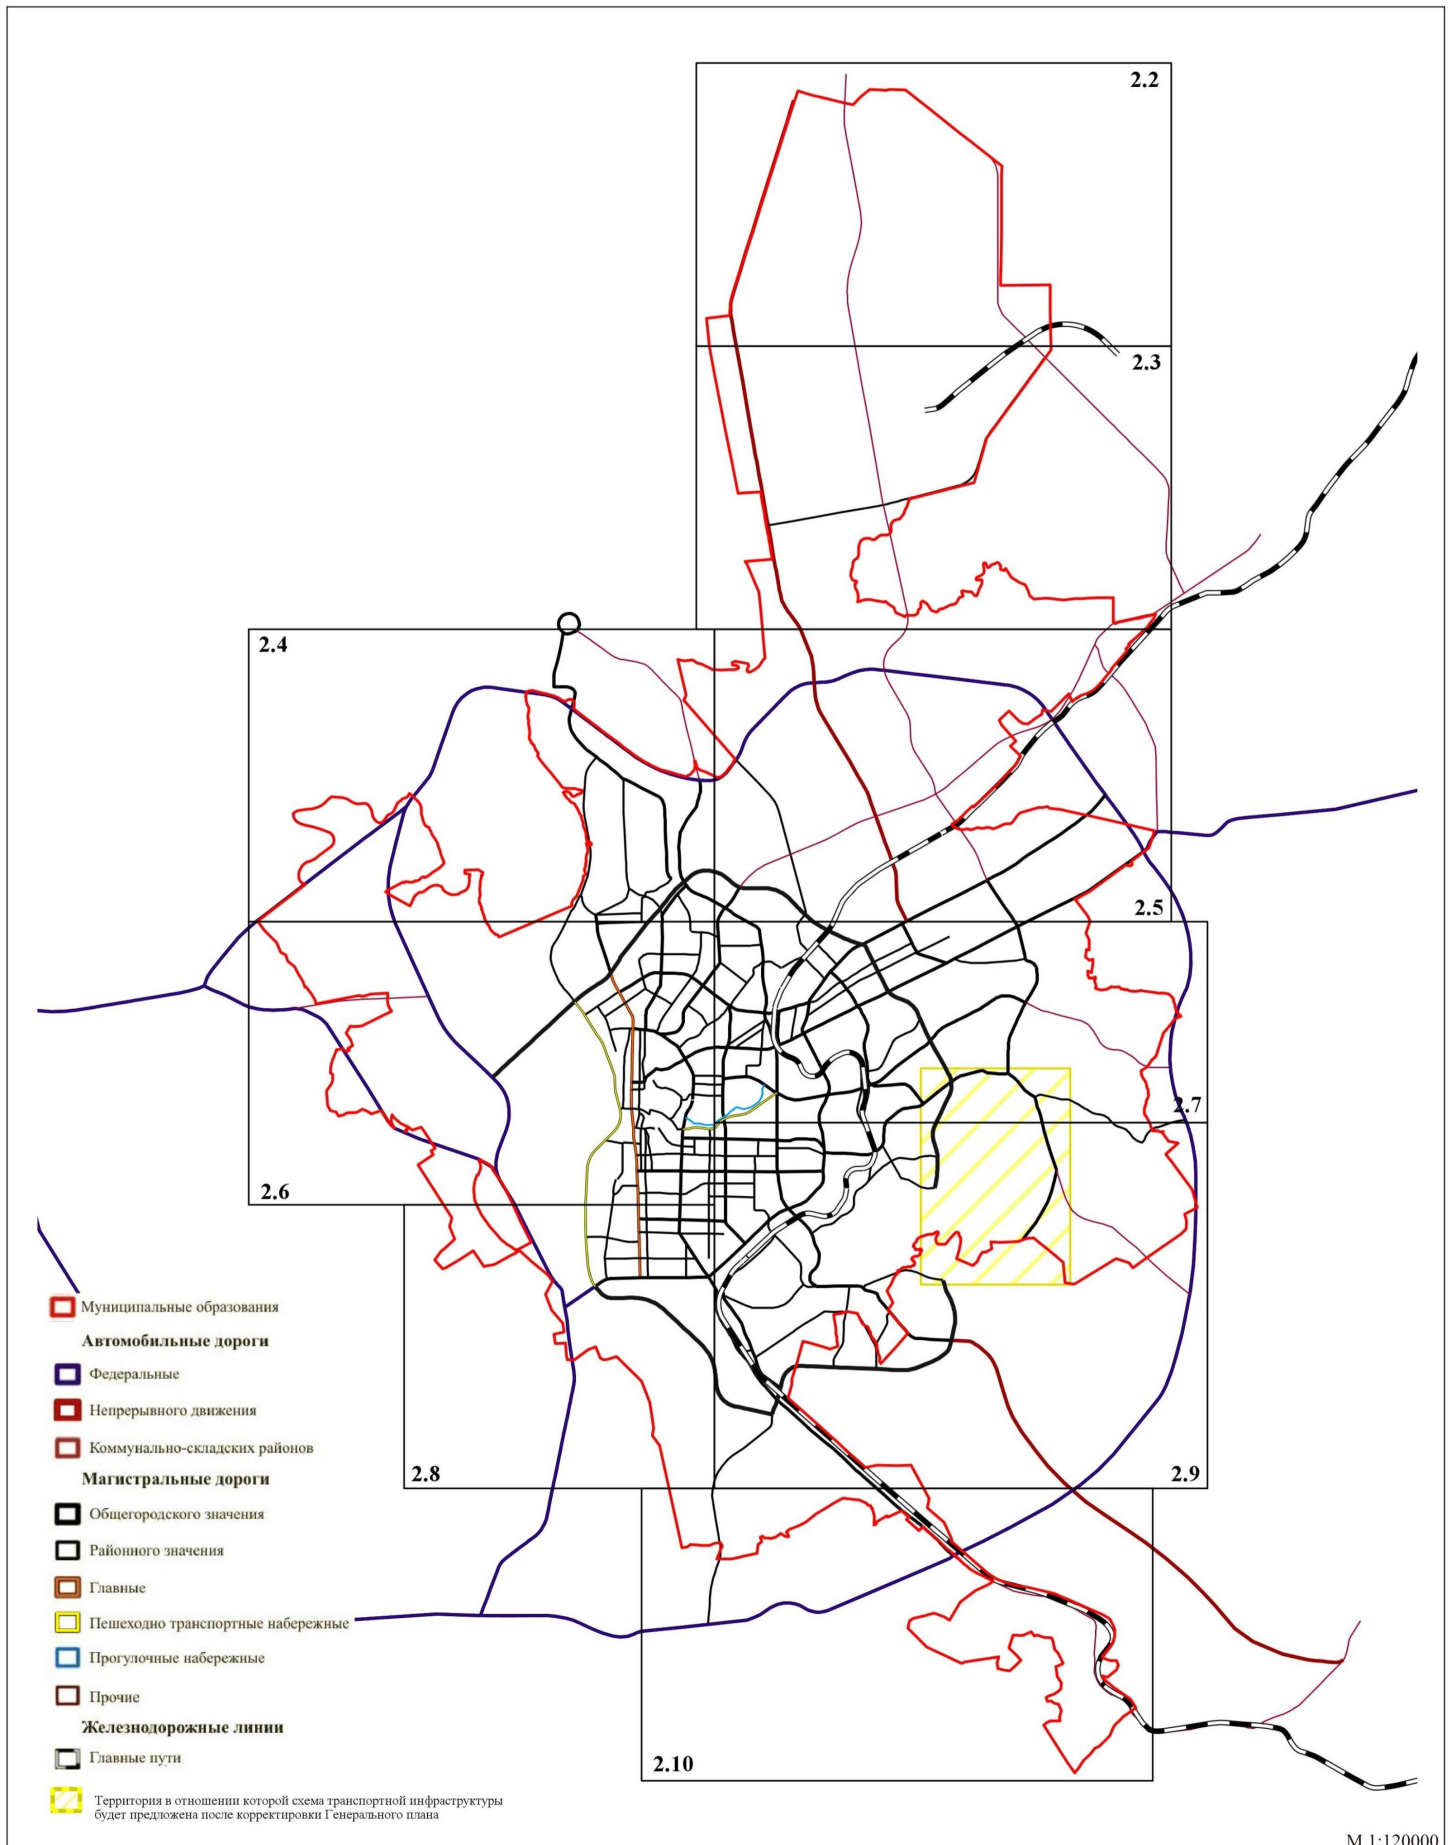 2.2
2.3
2.4
2.5
2.7
2.6
2.8
2.9
2.10
Муниципальные образования
Автомобильные дороги
Федеральные
Непрерывного движения
Коммунально-складских районов
Магистральные дороги
Общегородского значения
Районного значения
Главные
Пешеходно транспортные набережные
Прогулочные набережные
Прочие
Железнодорожные линии
Главные пути
Территория в отношении которой схема транспортной инфраструктуры
будет предложена после корректировки Генерального плана
М 1:120000